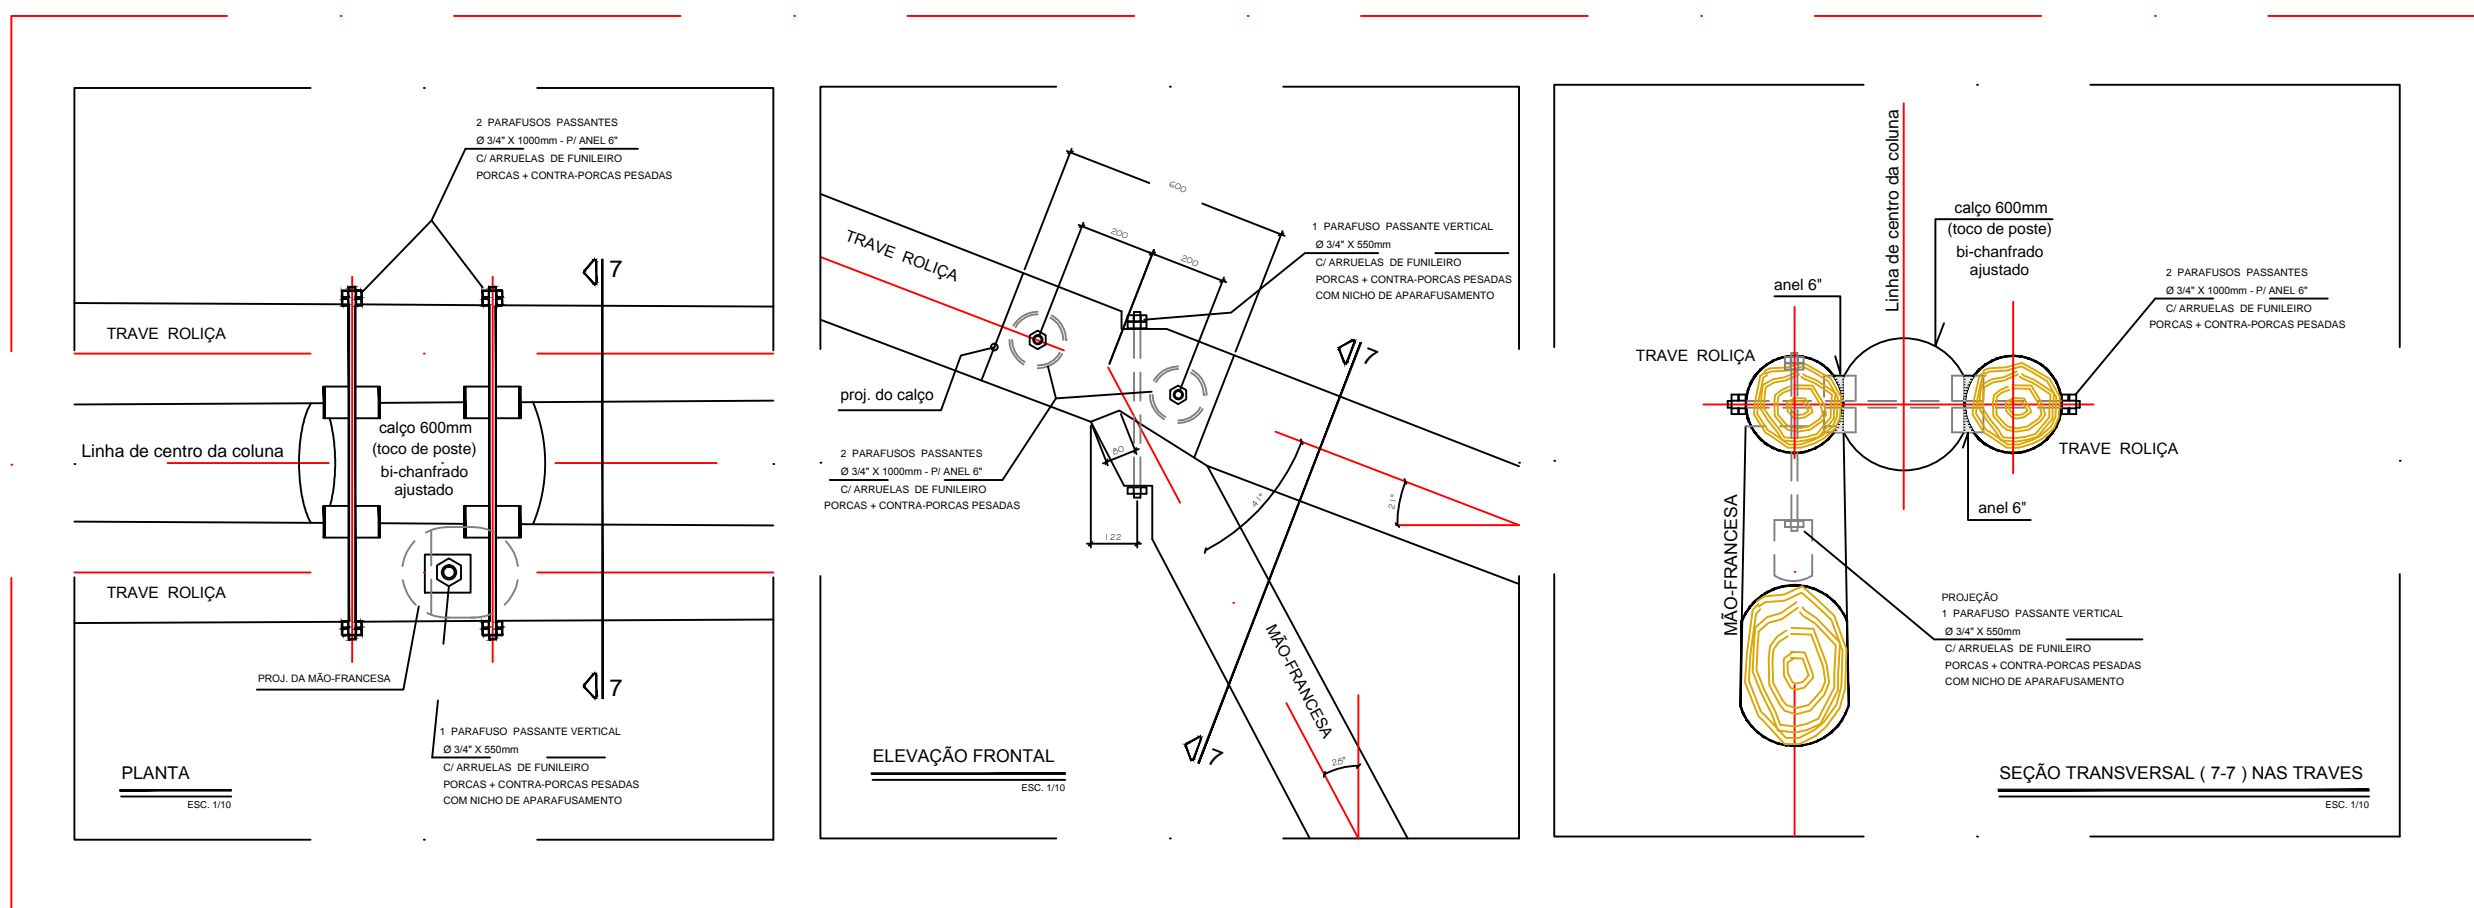 2 PARAFUSOS PASSANTES
Ø 3/4" X 1000mm - P/ ANEL 6"
C/ ARRUELAS DE FUNILEIRO
PORCAS + CONTRA-PORCAS PESADAS
7
TRAVE ROLIÇA
calço 600mm
(toco de poste)
bi-chanfrado
ajustado
Linha de centro da coluna
TRAVE ROLIÇA
PROJ. DA MÃO-FRANCESA
7
1 PARAFUSO PASSANTE VERTICAL
Ø 3/4" X 550mm
C/ ARRUELAS DE FUNILEIRO
PORCAS + CONTRA-PORCAS PESADAS
COM NICHO DE APARAFUSAMENTO
PLANTA
ESC. 1/10
600
200
200
TRAVE ROLIÇA
1 PARAFUSO PASSANTE VERTICAL
Ø 3/4" X 550mm
C/ ARRUELAS DE FUNILEIRO
PORCAS + CONTRA-PORCAS PESADAS
COM NICHO DE APARAFUSAMENTO
7
proj. do calço
2 PARAFUSOS PASSANTES
Ø 3/4" X 1000mm - P/ ANEL 6"
C/ ARRUELAS DE FUNILEIRO
PORCAS + CONTRA-PORCAS PESADAS
80
122
41°
21°
MÃO-FRANCESA
28°
7
ELEVAÇÃO FRONTAL
ESC. 1/10
Linha de centro da coluna
calço 600mm
(toco de poste)
bi-chanfrado
ajustado
anel 6"
2 PARAFUSOS PASSANTES
Ø 3/4" X 1000mm - P/ ANEL 6"
C/ ARRUELAS DE FUNILEIRO
PORCAS + CONTRA-PORCAS PESADAS
TRAVE ROLIÇA
TRAVE ROLIÇA
anel 6"
MÃO-FRANCESA
PROJEÇÃO
1 PARAFUSO PASSANTE VERTICAL
Ø 3/4" X 550mm
C/ ARRUELAS DE FUNILEIRO
PORCAS + CONTRA-PORCAS PESADAS
COM NICHO DE APARAFUSAMENTO
SEÇÃO TRANSVERSAL ( 7-7 ) NAS TRAVES
ESC. 1/10